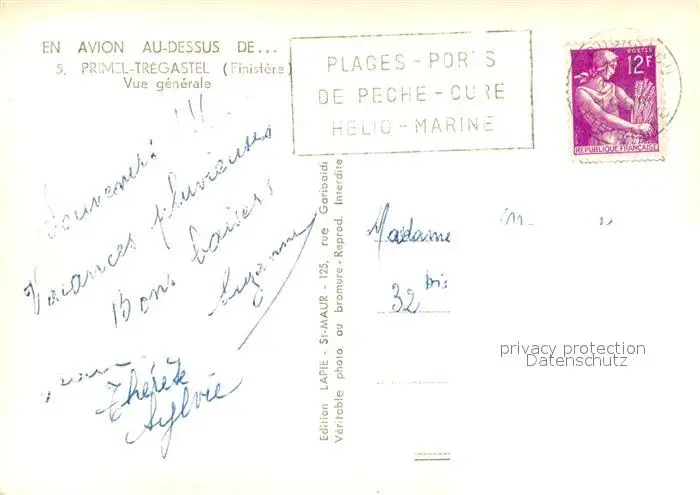 EN AVION AU-DESSUS DE...
5. PRIMEL-TRÉGASTEL (Finistère)
Vue générale
PLAGES - PORTS
DE PECHE - CURE
HELIO - MARINE
POSTES
12F
REPUBLIQUE FRANÇAISE
!!!
Vacances pluvieuses
Bons baisers
Suzanne
Thérèse
Sylvie
Edition LAPIE - St-MAUR - 125, rue Garibaldi
Véritable photo au bromure - Reprod. Interdite
Madame
32 bis
privacy protection
Datenschutz